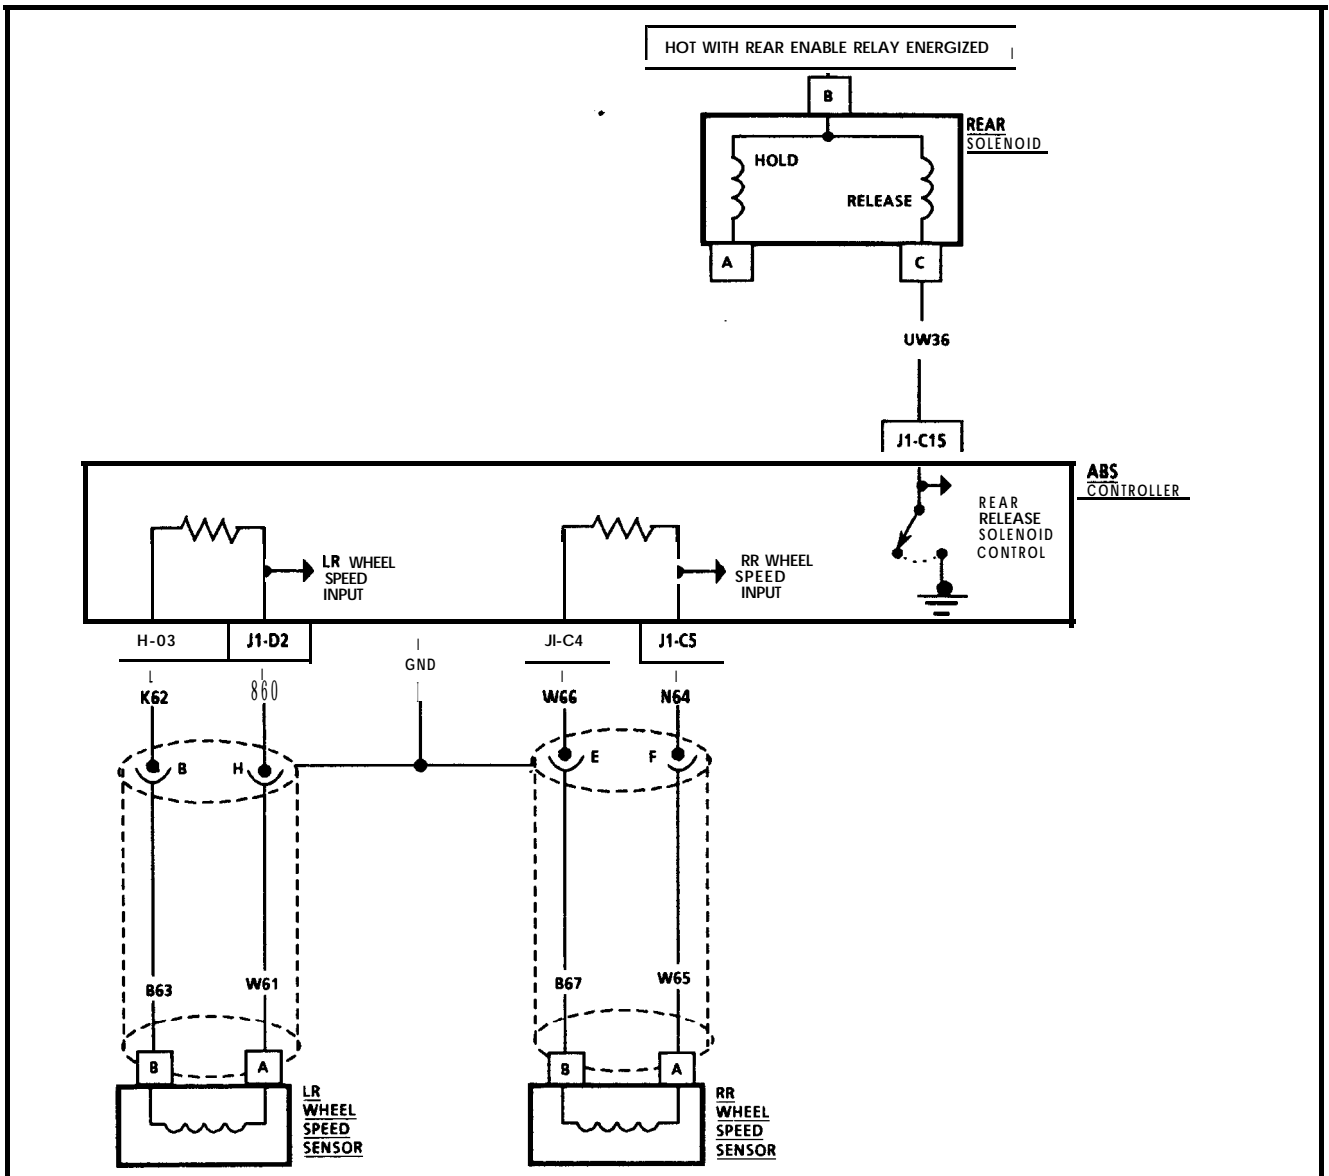 HOT WITH REAR ENABLE RELAY ENERGIZED
B
REAR
SOLENOID
HOLD
RELEASE
A
C
UW36
J1-C15
ABS
CONTROLLER
REAR
RELEASE
SOLENOID
CONTROL
LR WHEEL
SPEED
INPUT
RR WHEEL
SPEED
INPUT
H-03
J1-D2
GND
JI-C4
J1-C5
K62
860
W66
N64
B
H
E
F
B63
W61
B67
W65
B
A
B
A
LR
WHEEL
SPEED
SENSOR
RR
WHEEL
SPEED
SENSOR